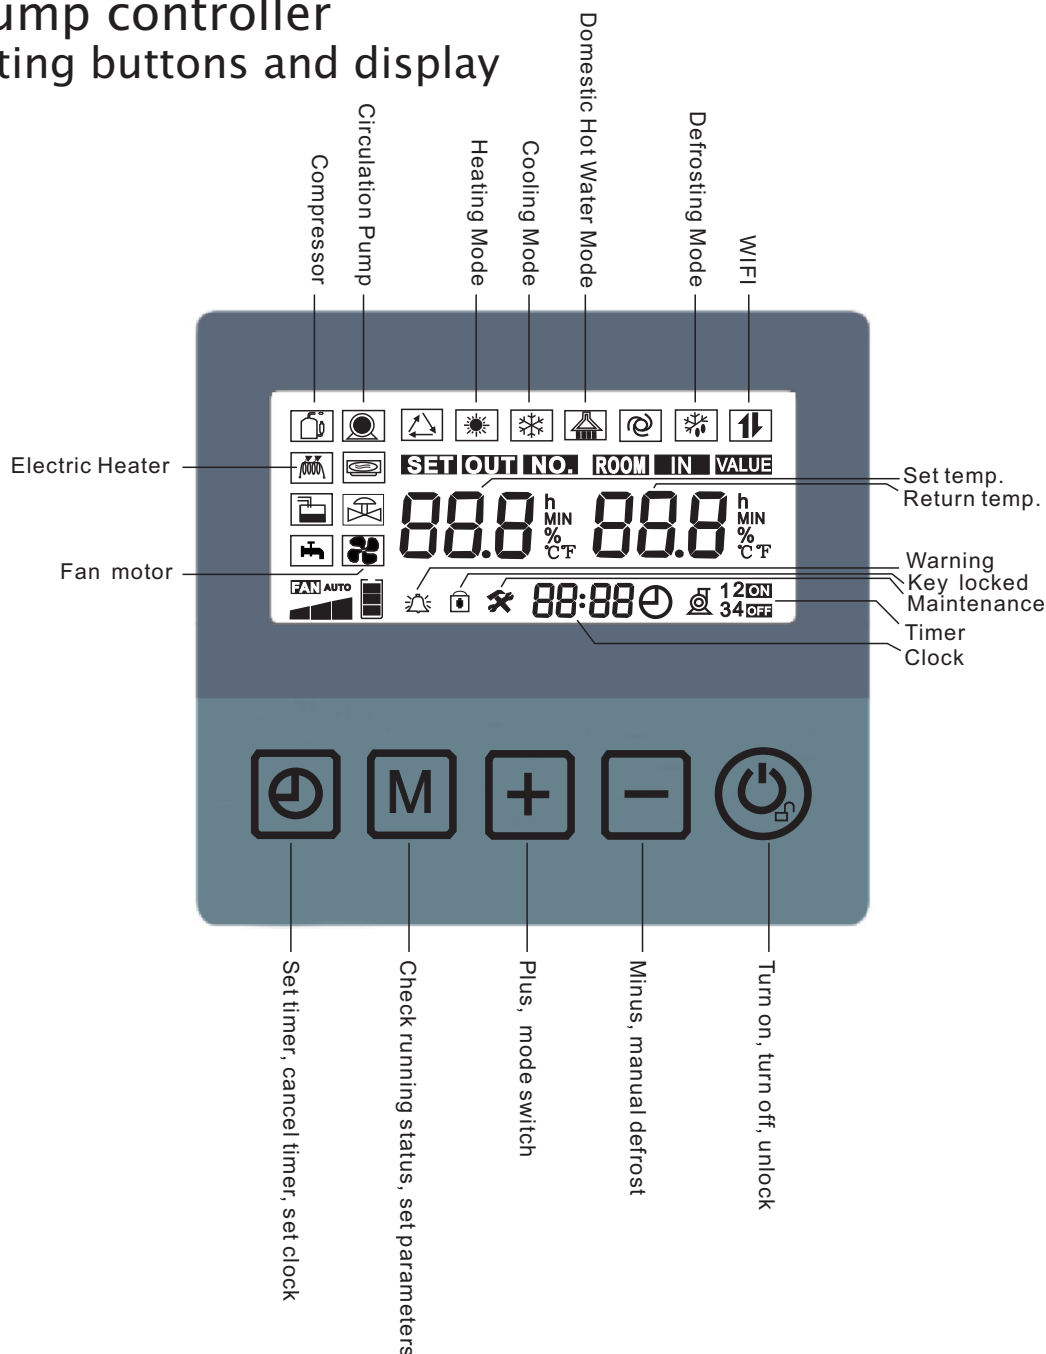 ump controller
ting buttons and display
Compressor
Circulation Pump
Heating Mode
Cooling Mode
Domestic Hot Water Mode
Defrosting Mode
WIFI
Electric Heater
Fan motor
SET OUT NO. ROOM IN VALUE
88.8 h MIN % °C °F 88.8 h MIN % °C °F
FAN AUTO
88:88
12 ON
34 OFF
Set temp.
Return temp.
Warning
Key locked
Maintenance
Timer
Clock
M
Set timer, cancel timer, set clock
Check running status, set parameters
Plus, mode switch
Minus, manual defrost
Turn on, turn off, unlock